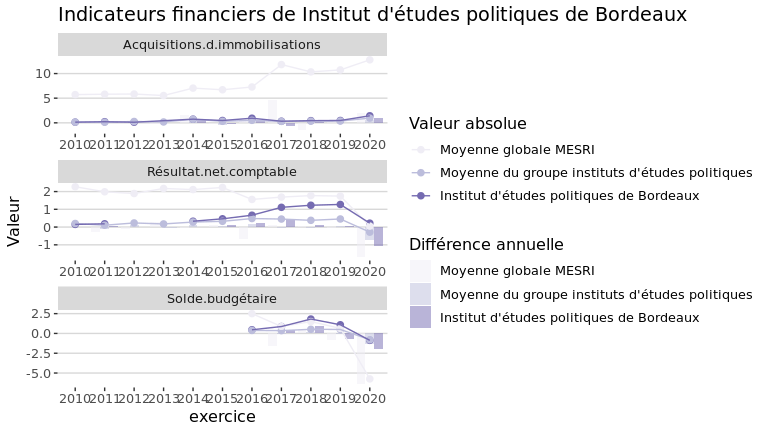 Indicateurs financiers de Institut d'études politiques de Bordeaux
Acquisitions.d.immobilisations
10
5
0
2010 2011 2012 2013 2014 2015 2016 2017 2018 2019 2020
Résultat.net.comptable
2
1
0
-1
2010 2011 2012 2013 2014 2015 2016 2017 2018 2019 2020
Solde.budgétaire
2.5
0.0
-2.5
-5.0
2010 2011 2012 2013 2014 2015 2016 2017 2018 2019 2020
exercice
Valeur
Valeur absolue
Moyenne globale MESRI
Moyenne du groupe instituts d'études politiques
Institut d'études politiques de Bordeaux
Différence annuelle
Moyenne globale MESRI
Moyenne du groupe instituts d'études politiques
Institut d'études politiques de Bordeaux